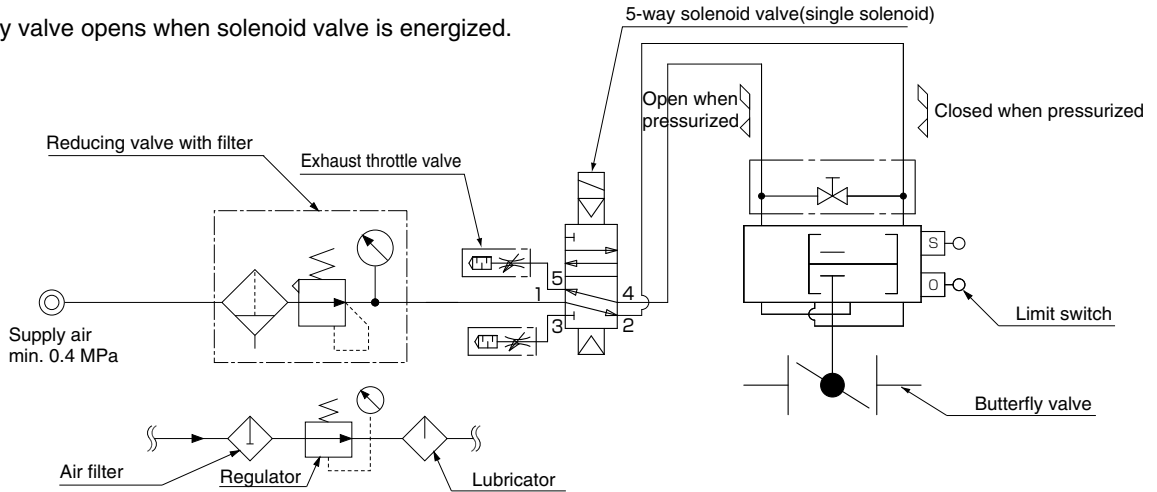 y valve opens when solenoid valve is energized.
5-way solenoid valve(single solenoid)
Open when
pressurized
Closed when pressurized
Reducing valve with filter
Exhaust throttle valve
5
1
4
3
2
S
O
Supply air
min. 0.4 MPa
Limit switch
Butterfly valve
Air filter
Regulator
Lubricator